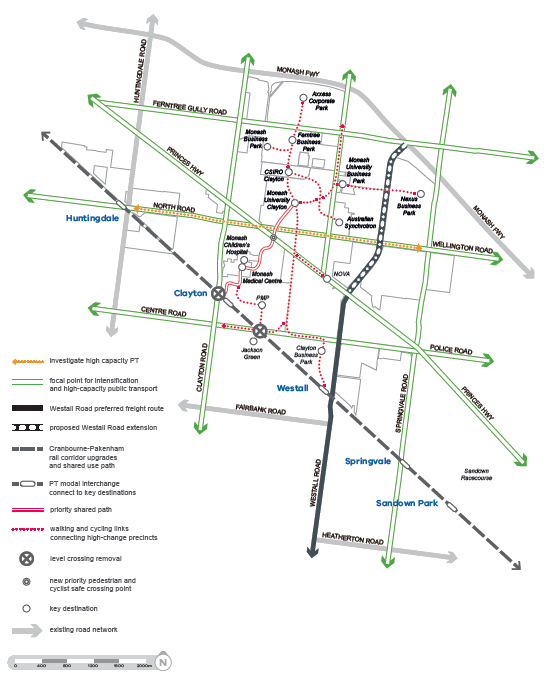 HUNTINGDALE ROAD
MONASH FWY
Axxess
Corporate
Park
FERNTREE GULLY ROAD
Monash
Business
Park
Ferntree
Business
Park
PRINCES HWY
CSIRO
Clayton
Monash
University
Business
Park
Monash
University
Clayton
Nexus
Business
Park
NORTH ROAD
Huntingdale
Australian
Synchrotron
MONASH FWY
WELLINGTON ROAD
Monash
Children's
Hospital
Monash
Medical Centre
NOVA
Clayton
PMP
CENTRE ROAD
Jackson
Green
Clayton
Business
Park
POLICE ROAD
CLAYTON ROAD
Westall
SPRINGVALE ROAD
PRINCES HWY
FAIRBANK ROAD
WESTALL ROAD
Springvale
Sandown
Racecourse
Sandown Park
HEATHERTON ROAD
investigate high capacity PT
focal point for intensification
and high-capacity public transport
Westall Road preferred freight route
proposed Westall Road extension
Cranbourne-Pakenham
rail corridor upgrades
and shared use path
PT modal interchange
connect to key destinations
priority shared path
walking and cycling links
connecting high-change precincts
level crossing removal
new priority pedestrian and
cyclist safe crossing point
key destination
existing road network
0 400 800 1200 1600 2000m
N